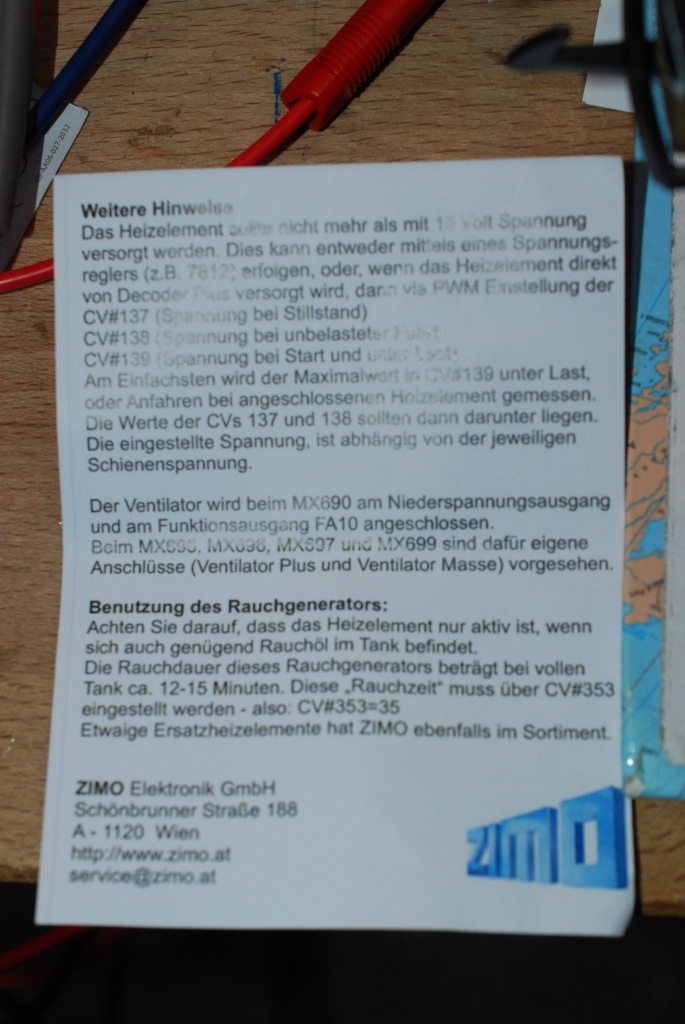 Weitere Hinweise
Das Heizelement sollte nicht mehr als mit Volt Spannung
versorgt werden. Dies kann entweder mittels eines Spannungs-
reglers (z.B. 7812) erfolgen, oder, wenn das Heizelement direkt
von Decoder Plus versorgt wird, dann via PWM Einstellung der
CV#137 (Spannung bei Stillstand)
CV#138 (Spannung bei unbelasteter Fahrt)
CV#139 (Spannung bei Start und unter Last)
Am Einfachsten wird der Maximalwert in CV#139 unter Last,
oder Anfahren bei angeschlossenen Heizelement gemessen.
Die Werte der CVs 137 und 138 sollten dann darunter liegen.
Die eingestellte Spannung, ist abhängig von der jeweiligen
Schienenspannung.
Der Ventilator wird beim MX690 am Niederspannungsausgang
und am Funktionsausgang FA10 angeschlossen.
Beim MX695, MX696, MX697 und MX699 sind dafür eigene
Anschlüsse (Ventilator Plus und Ventilator Masse) vorgesehen.
Benutzung des Rauchgenerators:
Achten Sie darauf, dass das Heizelement nur aktiv ist, wenn
sich auch genügend Rauchöl im Tank befindet.
Die Rauchdauer dieses Rauchgenerators beträgt bei vollen
Tank ca. 12-15 Minuten. Diese „Rauchzeit" muss über CV#353
eingestellt werden - also: CV#353=35
Etwaige Ersatzheizelemente hat ZIMO ebenfalls im Sortiment.
ZIMO Elektronik GmbH
Schönbrunner Straße 188
A - 1120 Wien
http://www.zimo.at
service@zimo.at
ZIMO